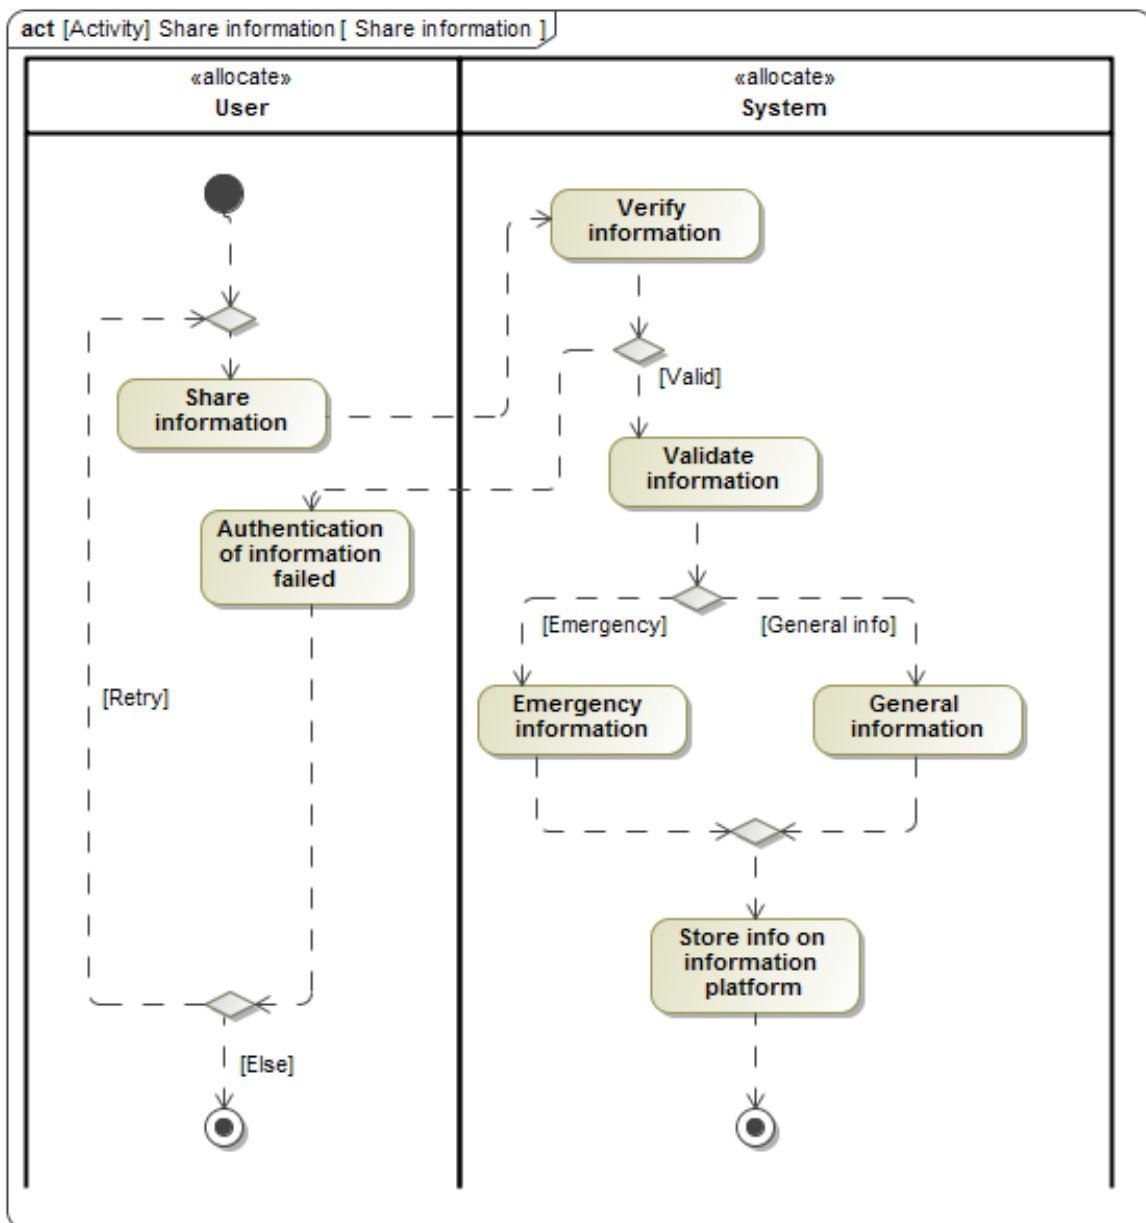 act [Activity] Share information [ Share information ]
«allocate»
User
«allocate»
System
Verify
information
[Valid]
Share
information
Validate
information
Authentication
of information
failed
[Emergency]
[General info]
[Retry]
Emergency
information
General
information
Store info on
information
platform
[Else]